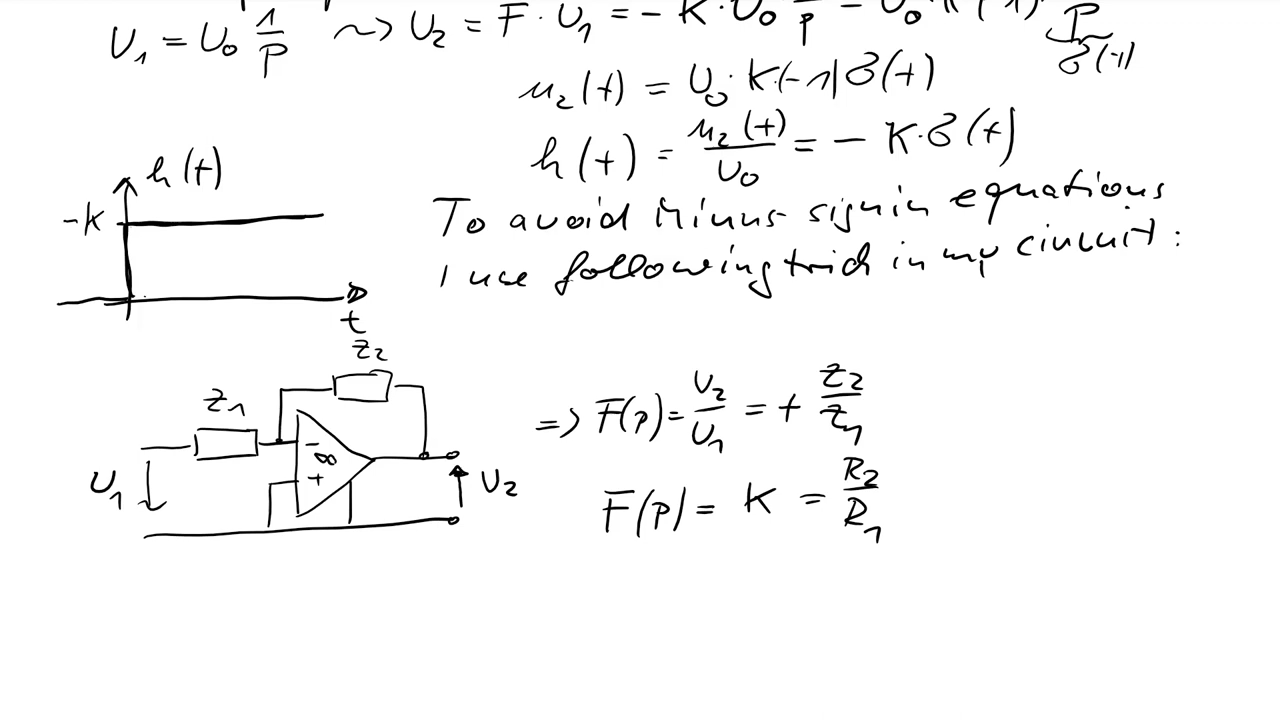 U₁ = U₀ 1/p ~> U₂ = F · U₁ = - K · U₀ 1/p
u₂(t) = U₀ · K(-1) σ(t)
σ(t)
h(t) = u₂(t)/U₀ = - K · σ(t)
h(t)
-K
t
To avoid Minus-sign in equations
I use following trick in my circuit :
Z₂
Z₁
U₁
-
∞
+
U₂
=> F(p) = U₂/U₁ = + Z₂/Z₁
F(p) = K = R₂/R₁